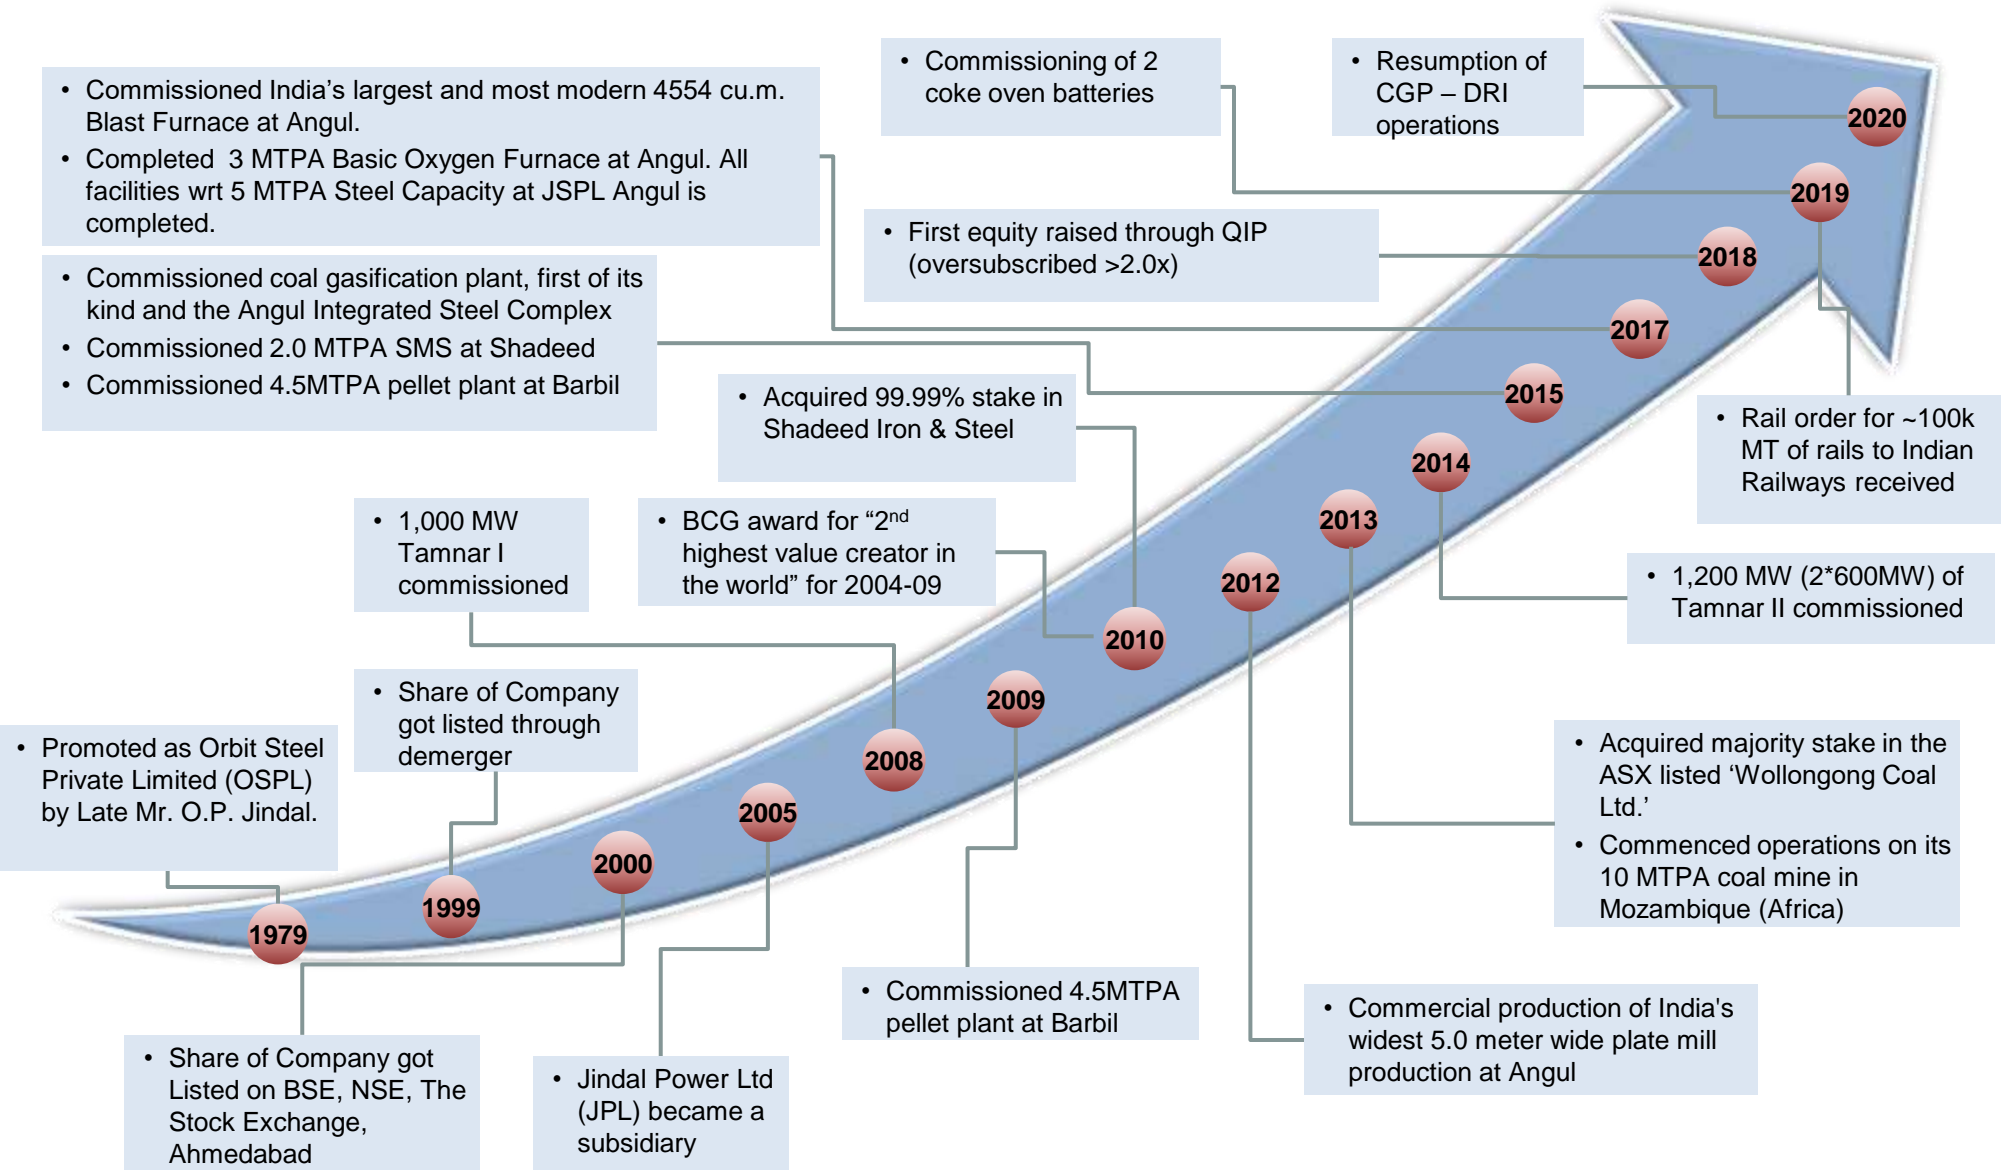 • Commissioning of 2
coke oven batteries
• Resumption of
CGP – DRI
operations
• Commissioned India’s largest and most modern 4554 cu.m.
Blast Furnace at Angul.
• Completed  3 MTPA Basic Oxygen Furnace at Angul. All
facilities wrt 5 MTPA Steel Capacity at JSPL Angul is
completed.
2020
2019
• First equity raised through QIP
(oversubscribed >2.0x)
2018
• Commissioned coal gasification plant, first of its
kind and the Angul Integrated Steel Complex
• Commissioned 2.0 MTPA SMS at Shadeed
• Commissioned 4.5MTPA pellet plant at Barbil
2017
2015
• Acquired 99.99% stake in
Shadeed Iron & Steel
• Rail order for ~100k
MT of rails to Indian
Railways received
2014
• 1,000 MW
Tamnar I
commissioned
• BCG award for “2nd
highest value creator in
the world” for 2004-09
2013
2012
• 1,200 MW (2*600MW) of
Tamnar II commissioned
2010
• Share of Company
got listed through
demerger
2009
• Promoted as Orbit Steel
Private Limited (OSPL)
by Late Mr. O.P. Jindal.
2008
• Acquired majority stake in the
ASX listed ‘Wollongong Coal
Ltd.’
• Commenced operations on its
10 MTPA coal mine in
Mozambique (Africa)
2005
2000
1999
1979
• Commissioned 4.5MTPA
pellet plant at Barbil
• Commercial production of India's
widest 5.0 meter wide plate mill
production at Angul
• Share of Company got
Listed on BSE, NSE, The
Stock Exchange,
Ahmedabad
• Jindal Power Ltd
(JPL) became a
subsidiary